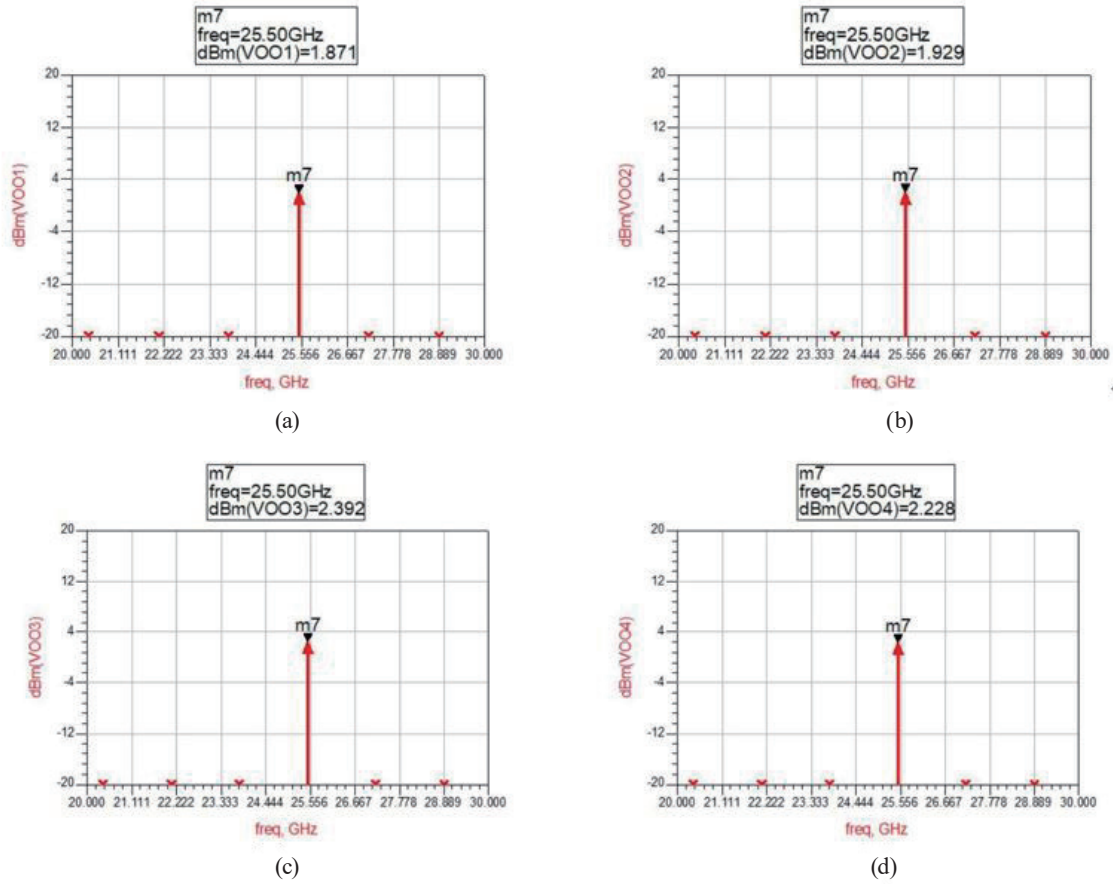 m7
freq=25.50GHz
dBm(VOO1)=1.871
20
12
4
-4
-12
-20
dBm(VOO1)
m7
20.000 21.111 22.222 23.333 24.444 25.556 26.667 27.778 28.889 30.000
freq, GHz
(a)
m7
freq=25.50GHz
dBm(VOO2)=1.929
20
12
4
-4
-12
-20
dBm(VOO2)
m7
20.000 21.111 22.222 23.333 24.444 25.556 26.667 27.778 28.889 30.000
freq, GHz
(b)
m7
freq=25.50GHz
dBm(VOO3)=2.392
20
12
4
-4
-12
-20
dBm(VOO3)
m7
20.000 21.111 22.222 23.333 24.444 25.556 26.667 27.778 28.889 30.000
freq, GHz
(c)
m7
freq=25.50GHz
dBm(VOO4)=2.228
20
12
4
-4
-12
-20
dBm(VOO4)
m7
20.000 21.111 22.222 23.333 24.444 25.556 26.667 27.778 28.889 30.000
freq, GHz
(d)